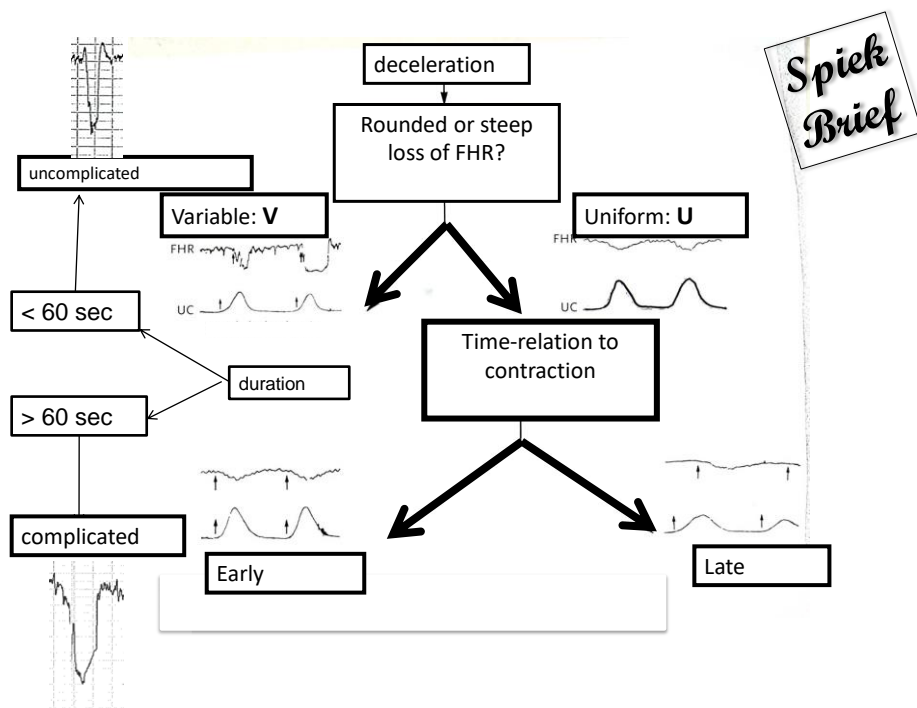 deceleration
Spiek
Brief
Rounded or steep
loss of FHR?
uncomplicated
Variable: V
Uniform: U
FHR
FHR
UC
UC
< 60 sec
Time-relation to
contraction
duration
> 60 sec
complicated
Early
Late